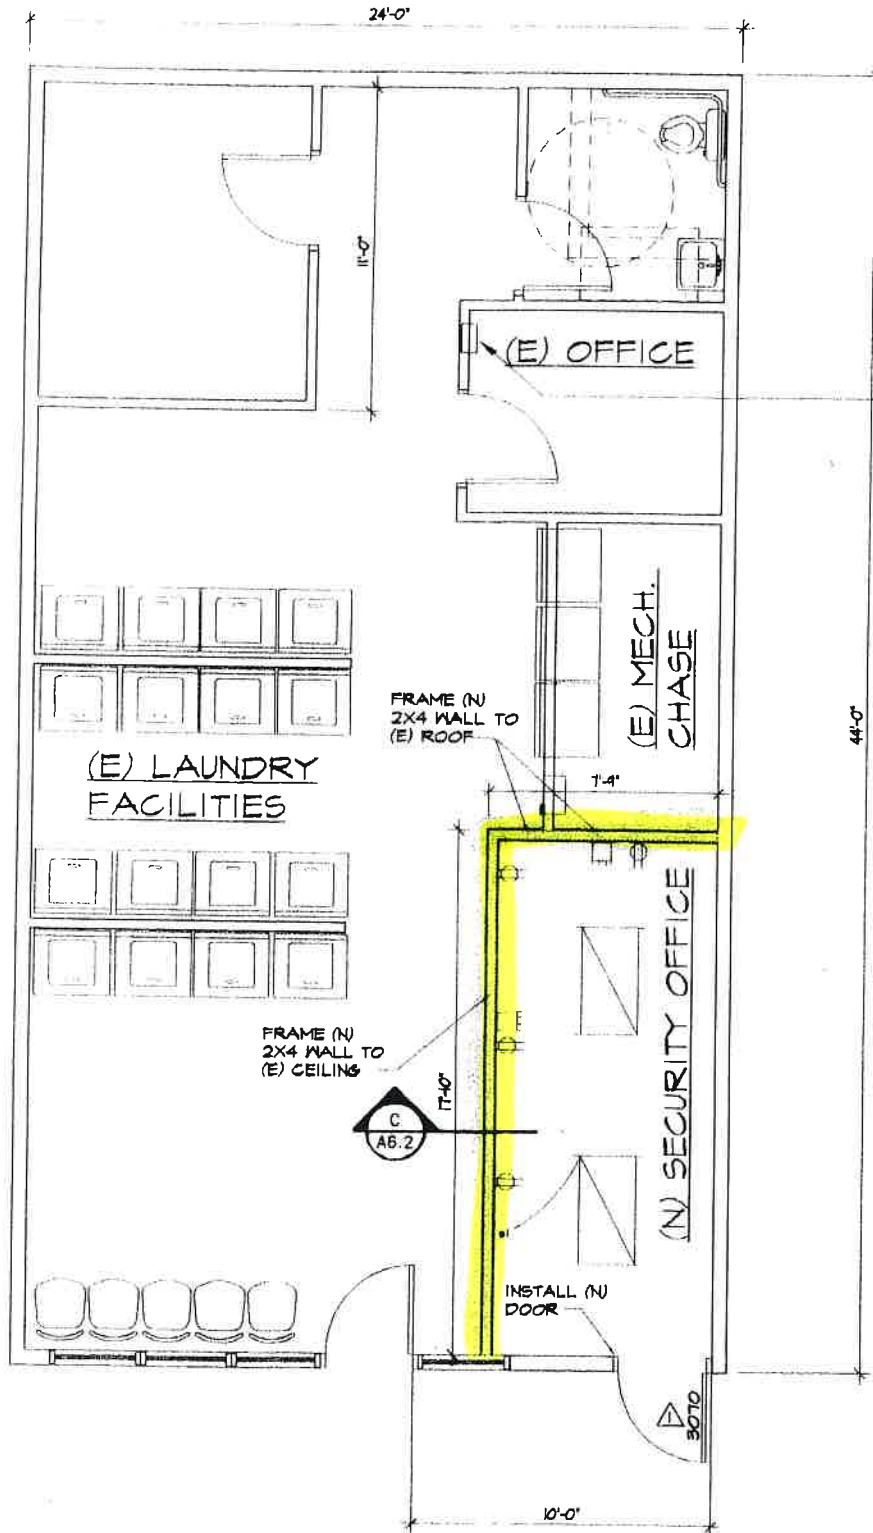 24'-0"
11'-0"
(E) OFFICE
(E) MECH.
CHASE
44'-0"
FRAME (N)
2X4 WALL TO
(E) ROOF
7'-9"
(E) LAUNDRY
FACILITIES
FRAME (N)
2X4 WALL TO
(E) CEILING
17'-10"
C
A6.2
(N) SECURITY OFFICE
INSTALL (N)
DOOR
1
3070
10'-0"